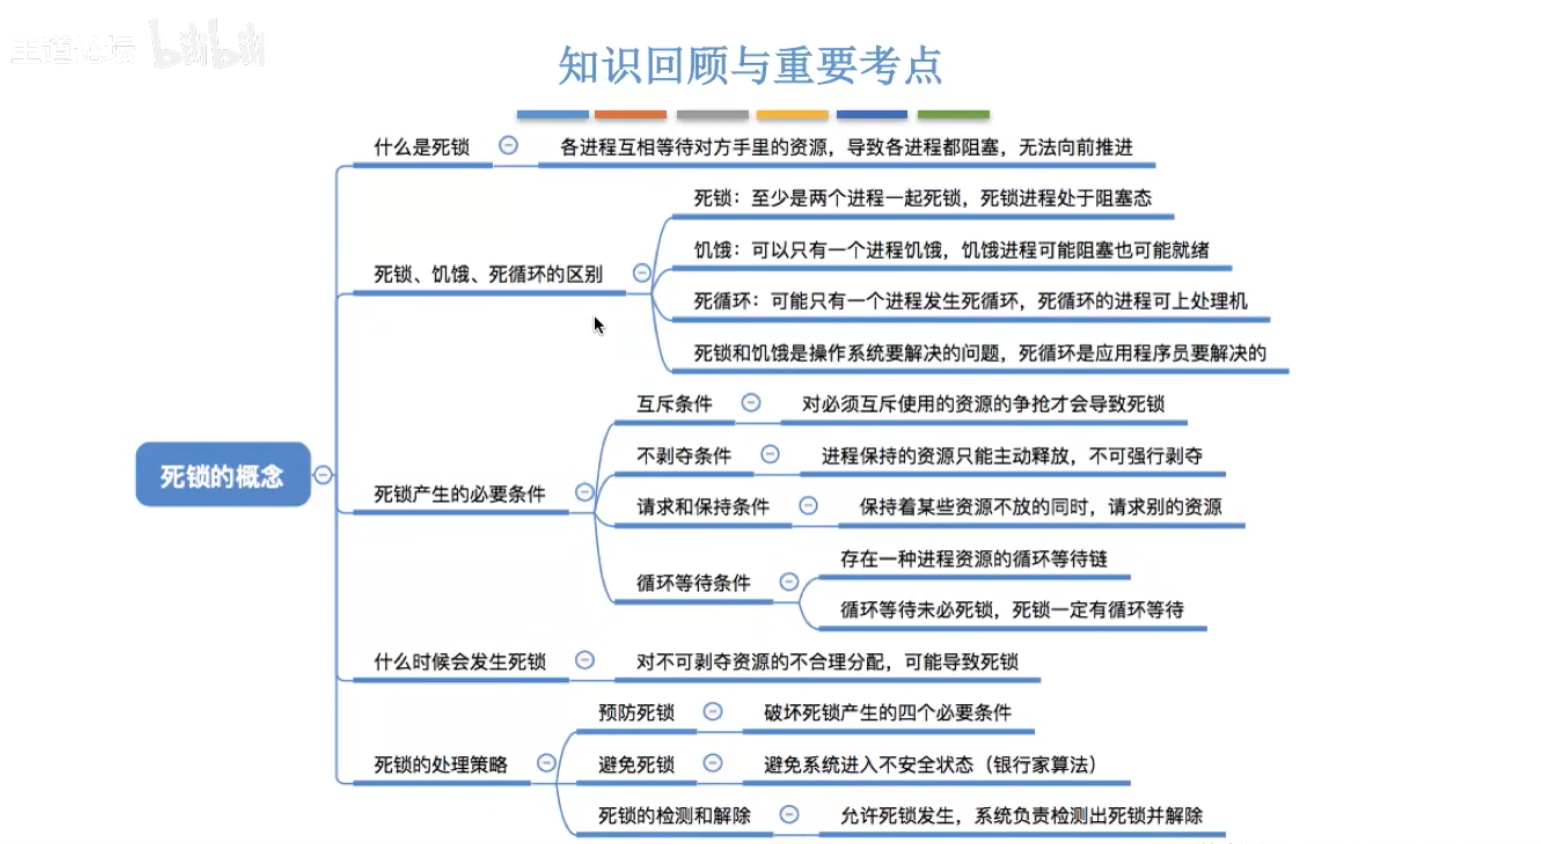 王道论坛 bilibili
知识回顾与重要考点
什么是死锁
各进程互相等待对方手里的资源，导致各进程都阻塞，无法向前推进
死锁、饥饿、死循环的区别
死锁：至少是两个进程一起死锁，死锁进程处于阻塞态
饥饿：可以只有一个进程饥饿，饥饿进程可能阻塞也可能就绪
死循环：可能只有一个进程发生死循环，死循环的进程可上处理机
死锁和饥饿是操作系统要解决的问题，死循环是应用程序员要解决的
死锁的概念
死锁产生的必要条件
互斥条件
对必须互斥使用的资源的争抢才会导致死锁
不剥夺条件
进程保持的资源只能主动释放，不可强行剥夺
请求和保持条件
保持着某些资源不放的同时，请求别的资源
循环等待条件
存在一种进程资源的循环等待链
循环等待未必死锁，死锁一定有循环等待
什么时候会发生死锁
对不可剥夺资源的不合理分配，可能导致死锁
死锁的处理策略
预防死锁
破坏死锁产生的四个必要条件
避免死锁
避免系统进入不安全状态（银行家算法）
死锁的检测和解除
允许死锁发生，系统负责检测出死锁并解除